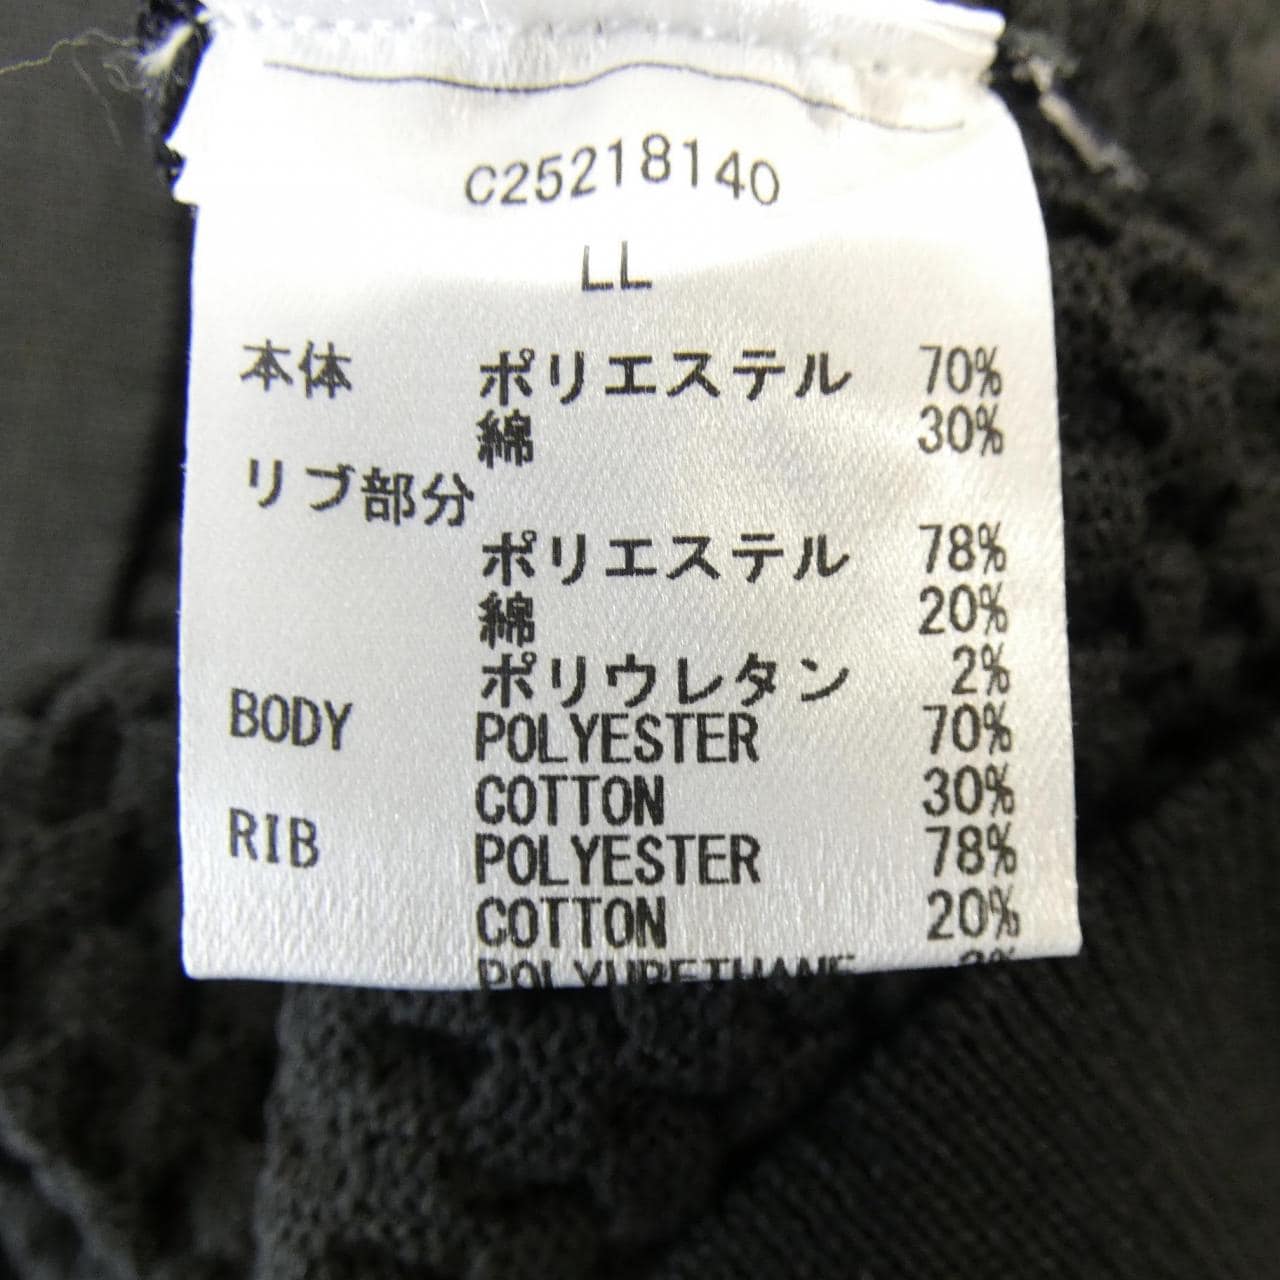 C25218140
LL
本体 ポリエステル 70%
綿 30%
リブ部分
ポリエステル 78%
綿 20%
ポリウレタン 2%
BODY POLYESTER 70%
COTTON 30%
RIB POLYESTER 78%
COTTON 20%
POLYURETHANE 2%